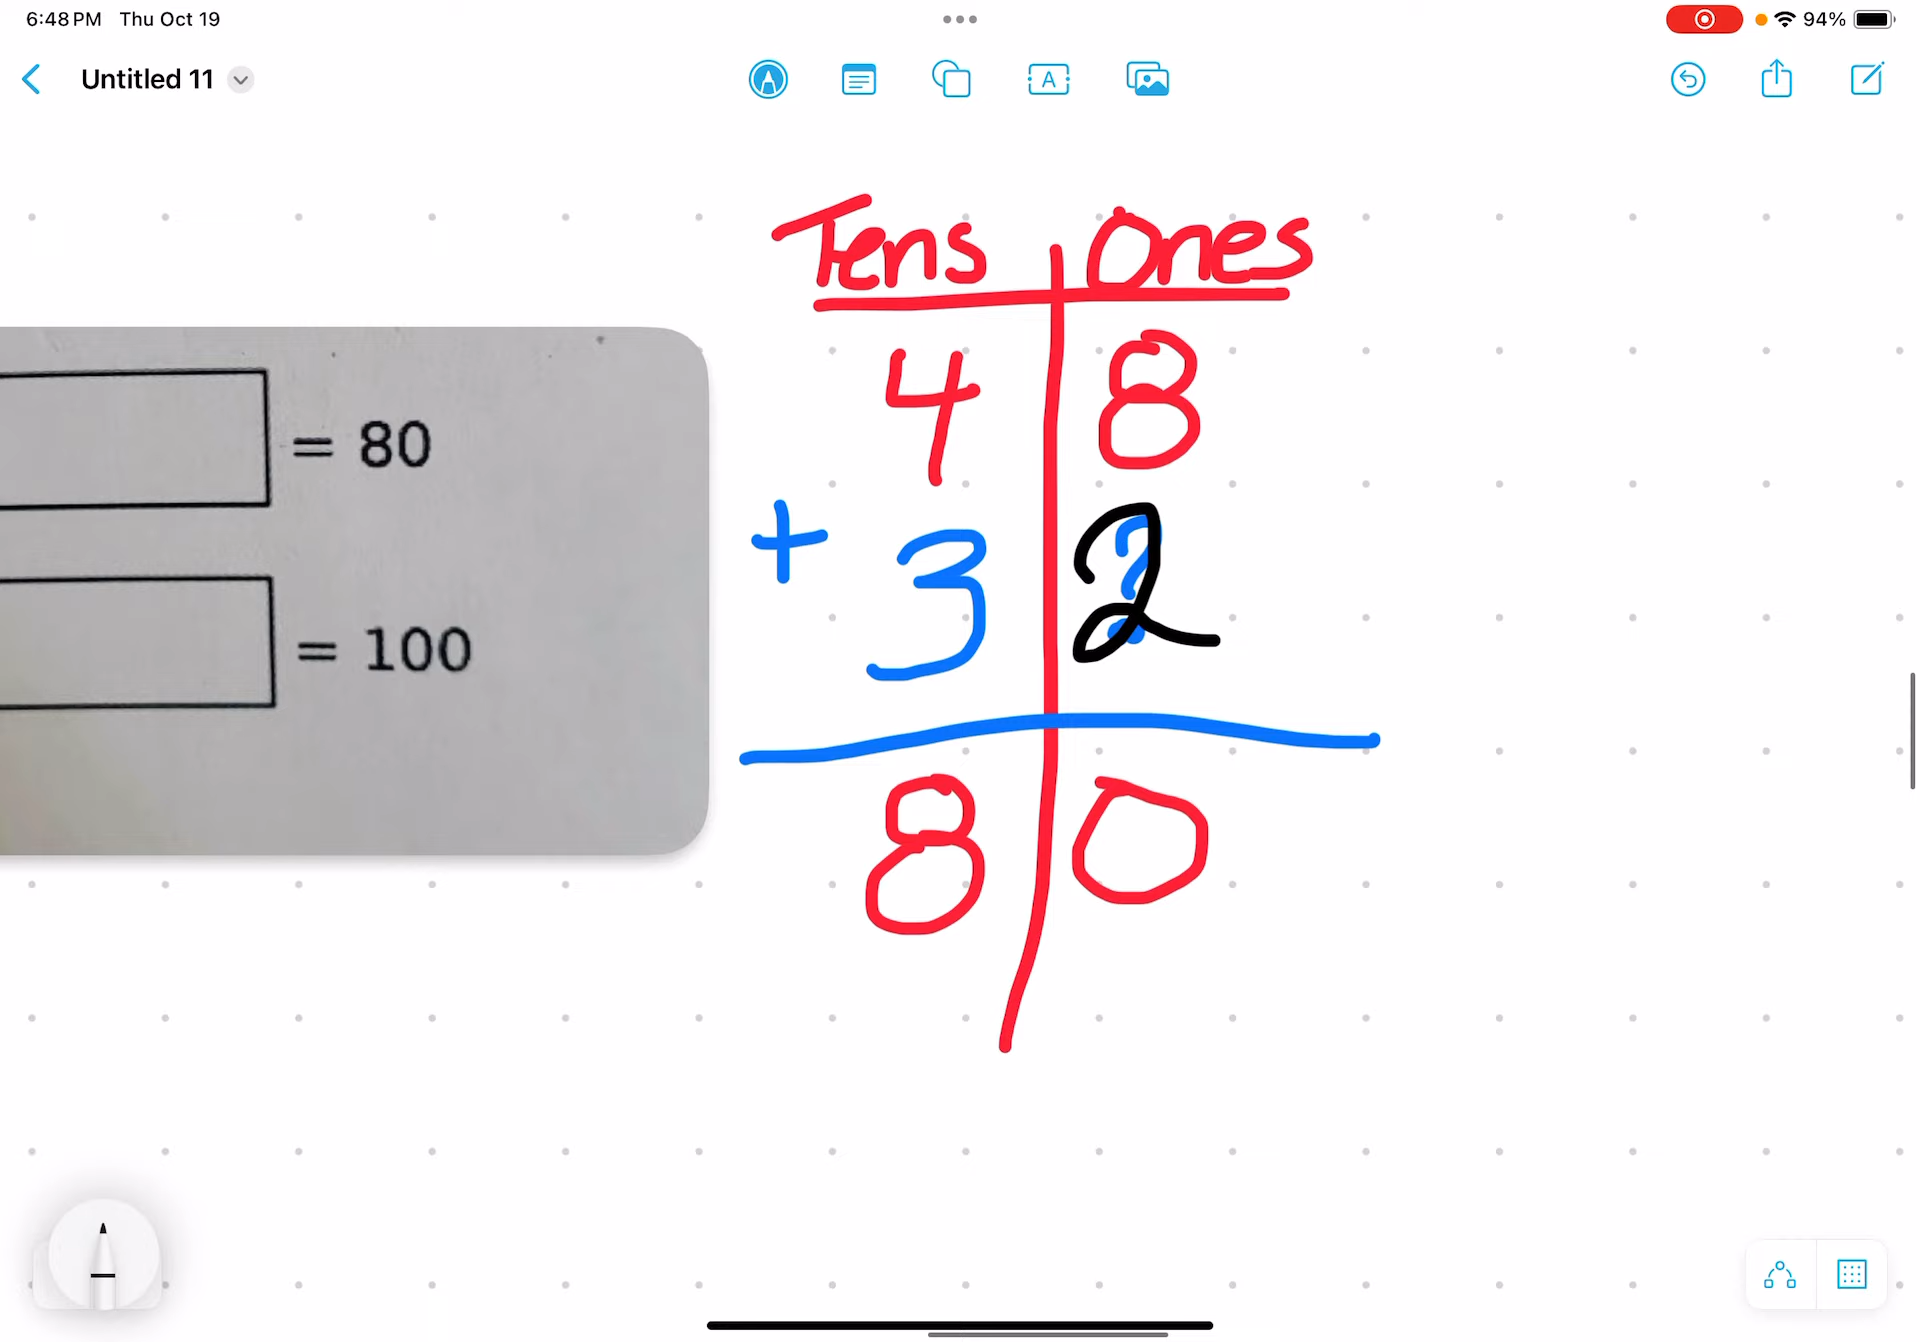 6:48 PM Thu Oct 19
94%
Untitled 11
A
Tens Ones
4 8
+ 3 2
8 0
= 80
= 100